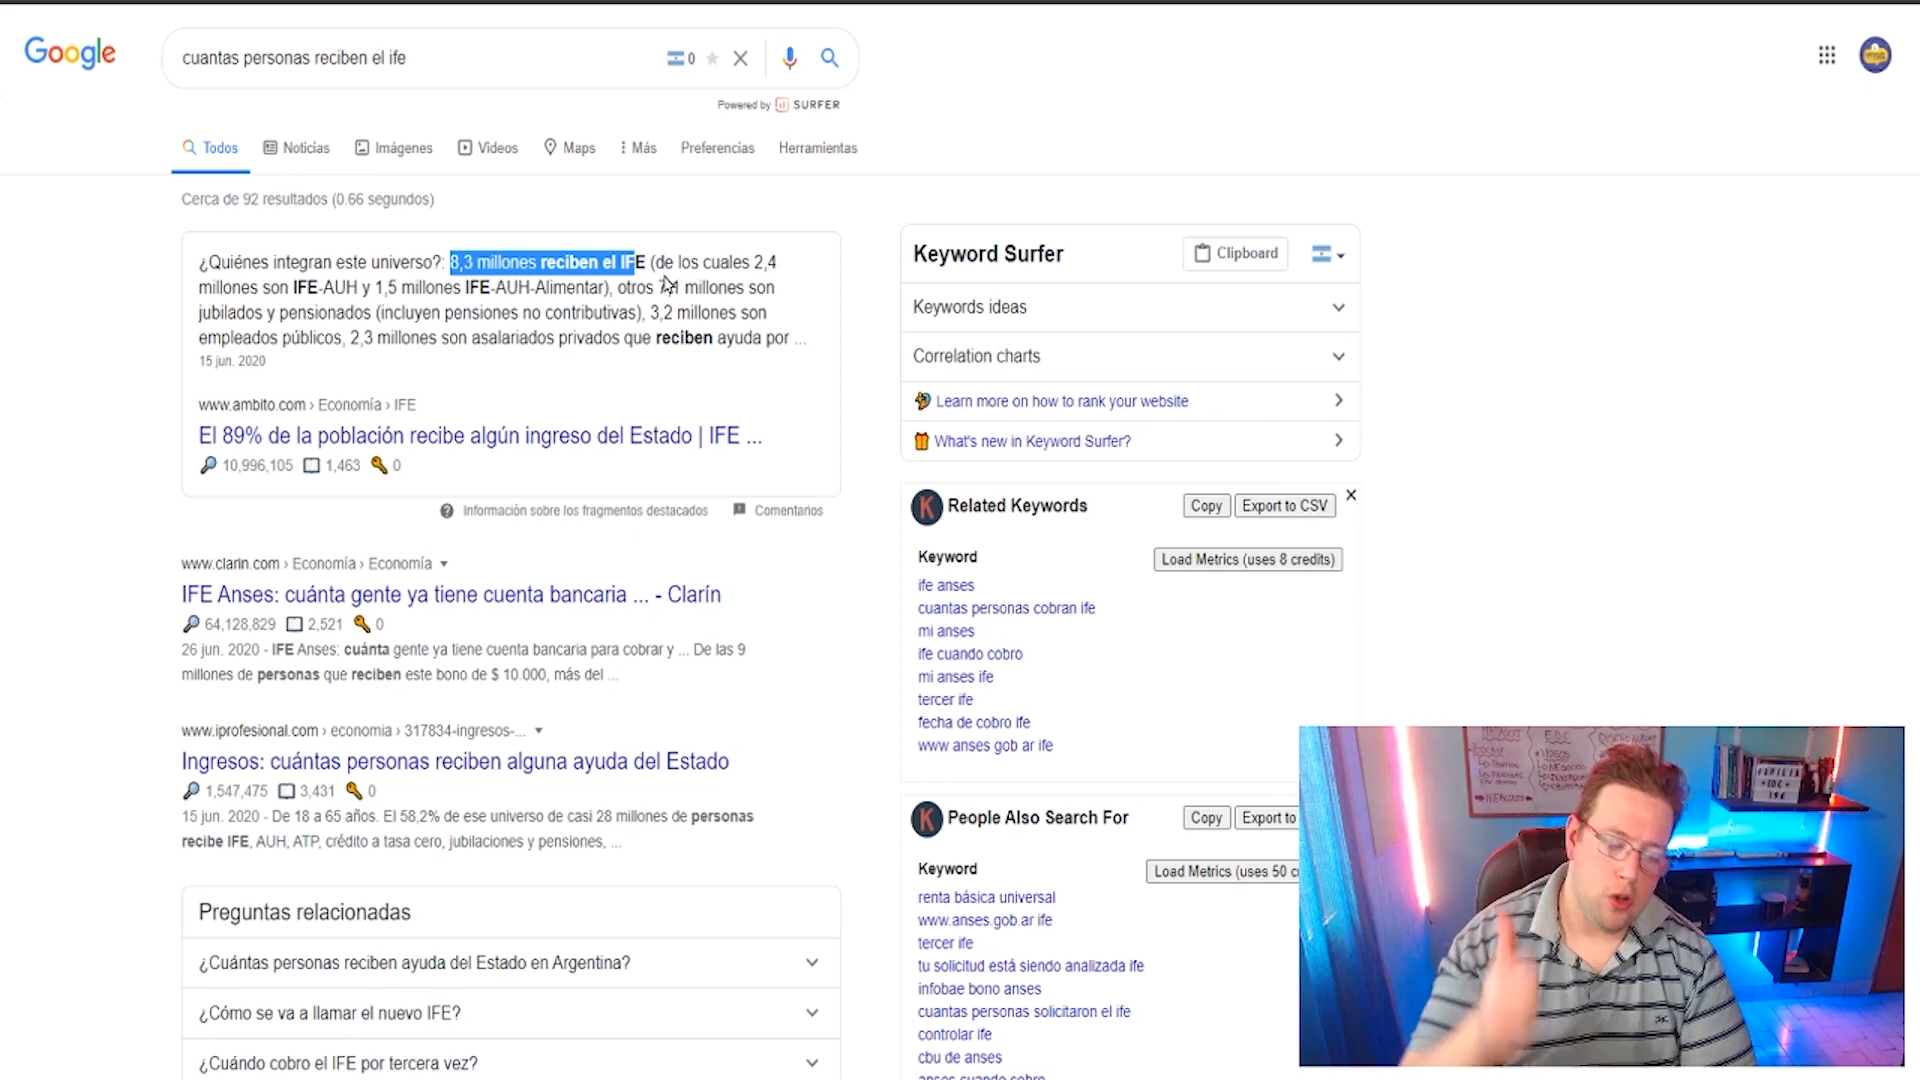 Google
cuantas personas reciben el ife
0
Powered by SURFER
Todos
Noticias
Imágenes
Videos
Maps
Más
Preferencias
Herramientas
Cerca de 92 resultados (0.66 segundos)
¿Quiénes integran este universo?: 8,3 millones reciben el IFE (de los cuales 2,4
millones son IFE-AUH y 1,5 millones IFE-AUH-Alimentar), otros 7,1 millones son
jubilados y pensionados (incluyen pensiones no contributivas), 3,2 millones son
empleados públicos, 2,3 millones son asalariados privados que reciben ayuda por ...
15 jun. 2020
www.ambito.com › Economía › IFE
El 89% de la población recibe algún ingreso del Estado | IFE ...
10,996,105 1,463 0
Información sobre los fragmentos destacados
Comentarios
www.clarin.com › Economía › Economía
IFE Anses: cuánta gente ya tiene cuenta bancaria ... - Clarín
64,128,829 2,521 0
26 jun. 2020 - IFE Anses: cuánta gente ya tiene cuenta bancaria para cobrar y ... De las 9
millones de personas que reciben este bono de $ 10.000, más del ...
www.iprofesional.com › economia › 317834-ingresos-...
Ingresos: cuántas personas reciben alguna ayuda del Estado
1,547,475 3,431 0
15 jun. 2020 - De 18 a 65 años. El 58,2% de ese universo de casi 28 millones de personas
recibe IFE, AUH, ATP, crédito a tasa cero, jubilaciones y pensiones, ...
Preguntas relacionadas
¿Cuántas personas reciben ayuda del Estado en Argentina?
¿Cómo se va a llamar el nuevo IFE?
¿Cuándo cobro el IFE por tercera vez?
Keyword Surfer
Clipboard
Keywords ideas
Correlation charts
Learn more on how to rank your website
What's new in Keyword Surfer?
K
Related Keywords
Copy
Export to CSV
Keyword
Load Metrics (uses 8 credits)
ife anses
cuantas personas cobran ife
mi anses
ife cuando cobro
mi anses ife
tercer ife
fecha de cobro ife
www anses gob ar ife
K
People Also Search For
Copy
Export to
Keyword
Load Metrics (uses 50 c
renta básica universal
www.anses.gob.ar ife
tercer ife
tu solicitud está siendo analizada ife
infobae bono anses
cuantas personas solicitaron el ife
controlar ife
cbu de anses
anses cuando cobro